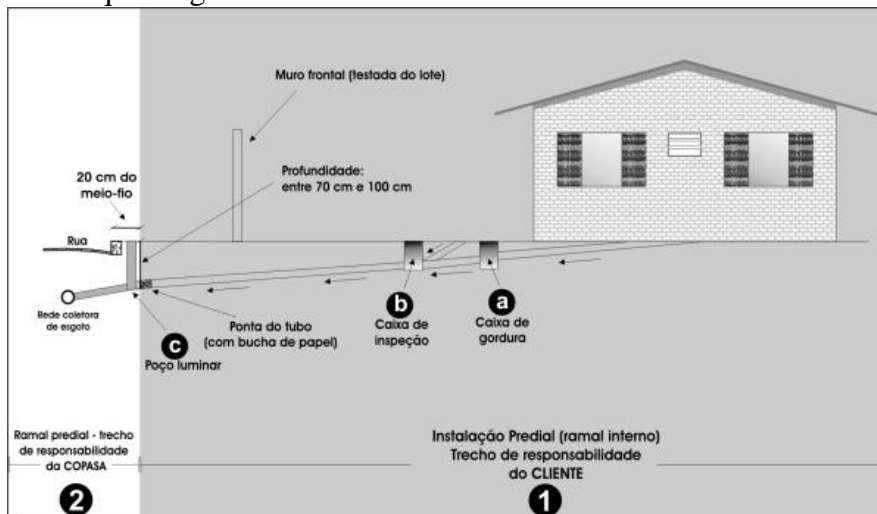 Muro frontal (testada do lote)
20 cm do
meio-fio
Profundidade:
entre 70 cm e 100 cm
Rua
Rede coletora
de esgoto
c
Poço luminar
Ponta do tubo
(com bucha de papel)
b
Caixa de
inspeção
a
Caixa de
gordura
Ramal predial - trecho
de responsabilidade
da COPASA
2
Instalação Predial (ramal interno)
Trecho de responsabilidade
do CLIENTE
1